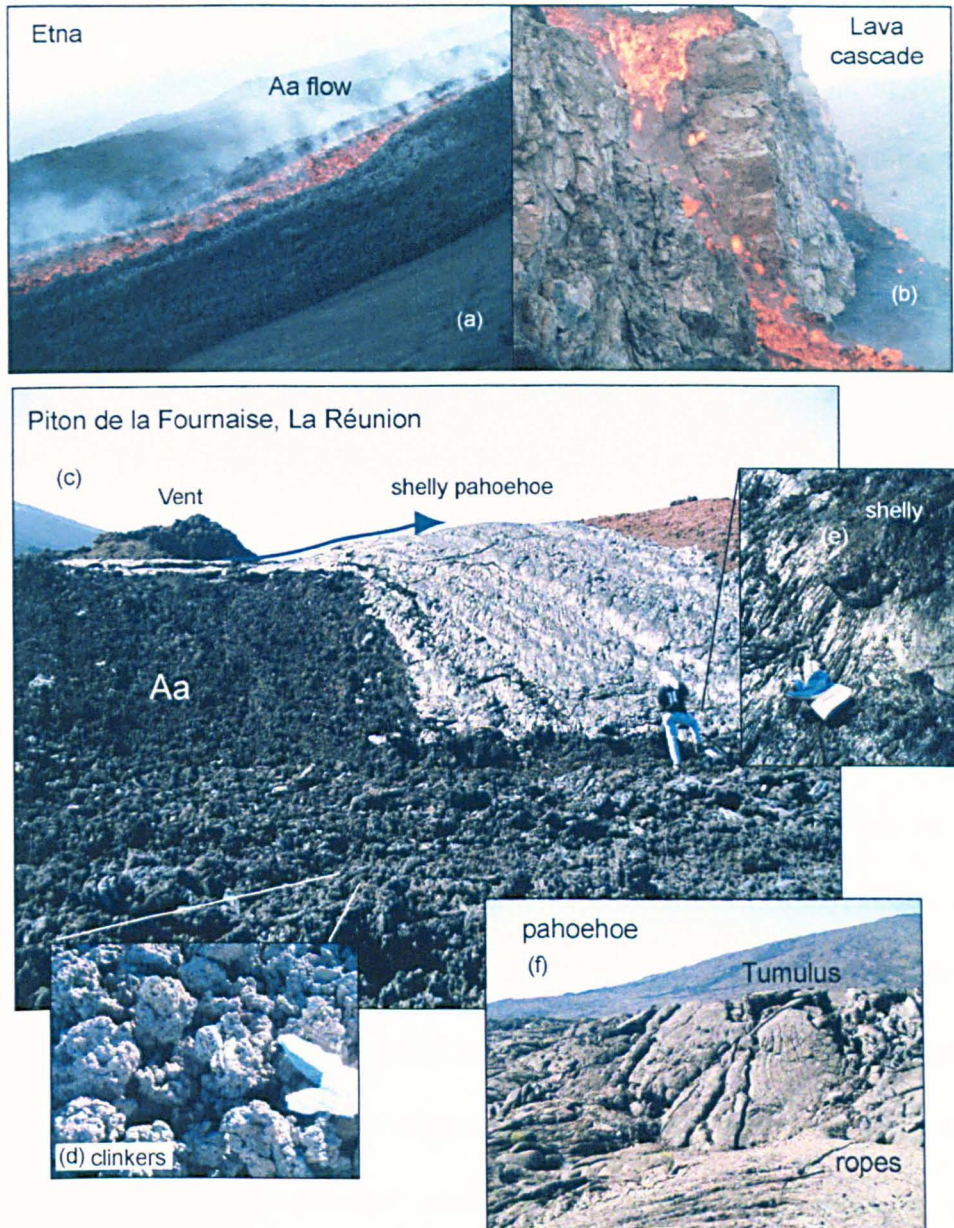 Etna
Aa flow
(a)
Lava
cascade
(b)
Piton de la Fournaise, La Réunion
(c)
Vent
shelly pahoehoe
shelly
(e)
Aa
(d) clinkers
pahoehoe
(f)
Tumulus
ropes